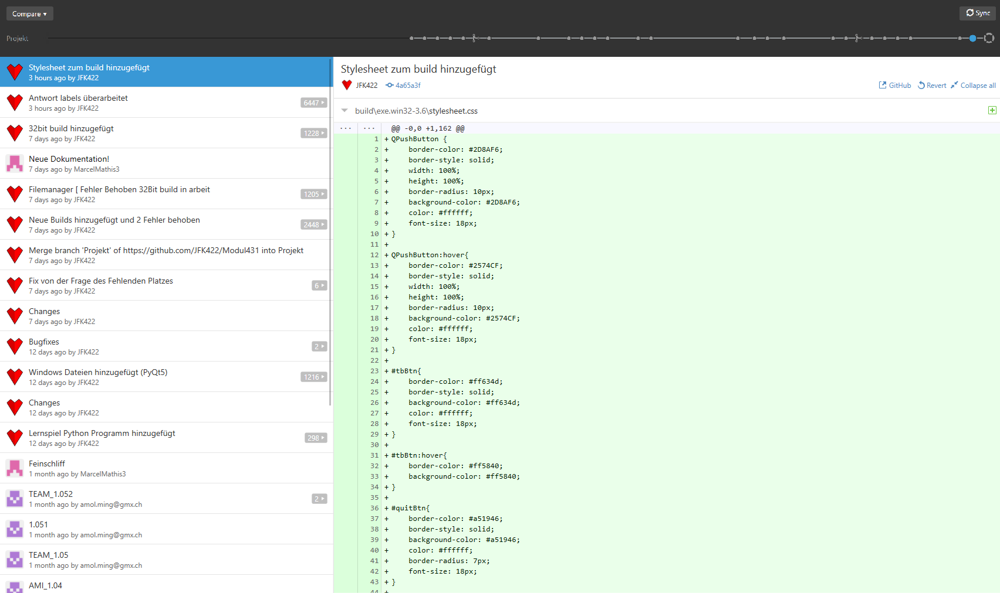 Compare ▾
Sync
Projekt
Stylesheet zum build hinzugefügt
3 hours ago by JFK422
Antwort labels überarbeitet
3 hours ago by JFK422
6447
32bit build hinzugefügt
7 days ago by JFK422
1228
Neue Dokumentation!
7 days ago by MarcelMathis3
Filemanager [ Fehler Behoben 32Bit build in arbeit
7 days ago by JFK422
1205
Neue Builds hinzugefügt und 2 Fehler behoben
7 days ago by JFK422
2448
Merge branch 'Projekt' of https://github.com/JFK422/Modul431 into Projekt
7 days ago by JFK422
Fix von der Frage des Fehlenden Platzes
7 days ago by JFK422
6
Changes
7 days ago by JFK422
Bugfixes
12 days ago by JFK422
2
Windows Dateien hinzugefügt (PyQt5)
12 days ago by JFK422
1216
Changes
12 days ago by JFK422
Lernspiel Python Programm hinzugefügt
12 days ago by JFK422
298
Feinschliff
1 month ago by MarcelMathis3
TEAM_1.052
1 month ago by amol.ming@gmx.ch
2
1.051
1 month ago by amol.ming@gmx.ch
TEAM_1.05
1 month ago by amol.ming@gmx.ch
AMI_1.04
Stylesheet zum build hinzugefügt
JFK422 4a65a3f
GitHub Revert Collapse all
build\exe.win32-3.6\stylesheet.css
... ... @@ -0,0 +1,162 @@
1 + QPushButton {
2 +     border-color: #2D8AF6;
3 +     border-style: solid;
4 +     width: 100%;
5 +     height: 100%;
6 +     border-radius: 10px;
7 +     background-color: #2D8AF6;
8 +     color: #ffffff;
9 +     font-size: 18px;
10 + }
11 +
12 + QPushButton:hover{
13 +     border-color: #2574CF;
14 +     border-style: solid;
15 +     width: 100%;
16 +     height: 100%;
17 +     border-radius: 10px;
18 +     background-color: #2574CF;
19 +     color: #ffffff;
20 +     font-size: 18px;
21 + }
22 +
23 + #tbBtn{
24 +     border-color: #ff634d;
25 +     border-style: solid;
26 +     background-color: #ff634d;
27 +     color: #ffffff;
28 +     font-size: 18px;
29 + }
30 +
31 + #tbBtn:hover{
32 +     border-color: #ff5840;
33 +     background-color: #ff5840;
34 + }
35 +
36 + #quitBtn{
37 +     border-color: #a51946;
38 +     border-style: solid;
39 +     background-color: #a51946;
40 +     color: #ffffff;
41 +     border-radius: 7px;
42 +     font-size: 18px;
43 + }
44 +